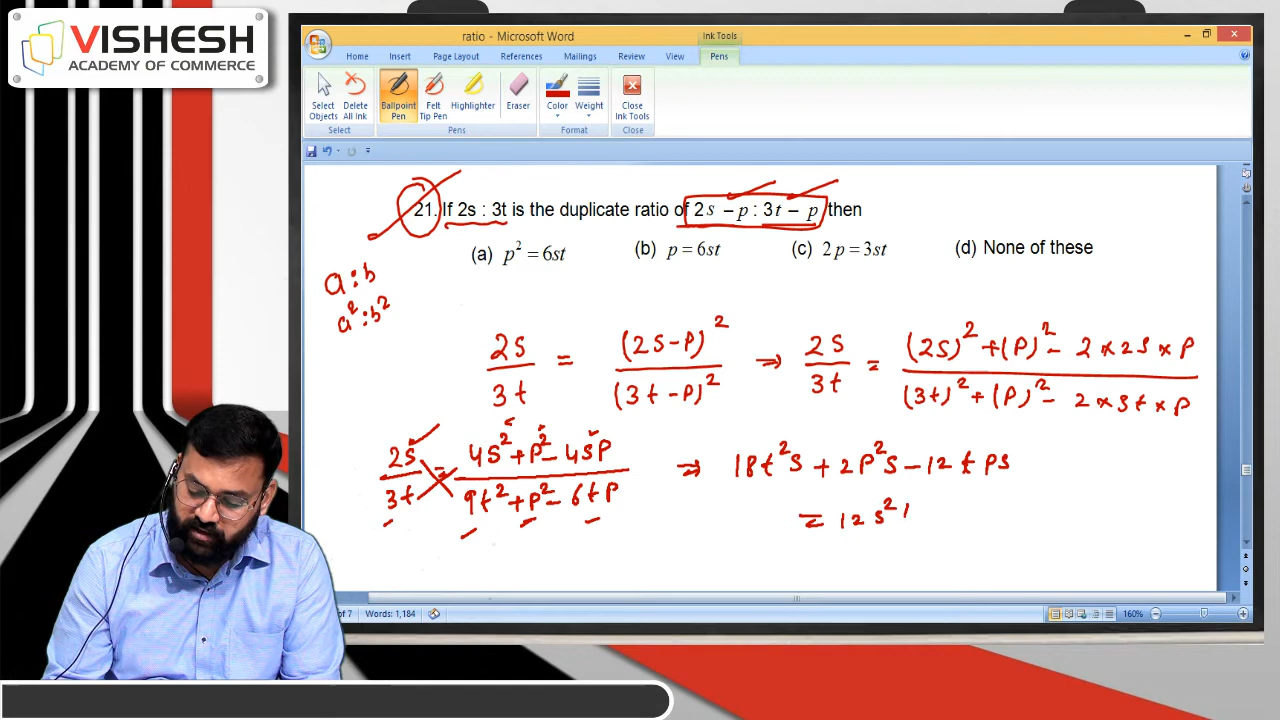 VISHESH
ACADEMY OF COMMERCE
ratio - Microsoft Word
Ink Tools
Home Insert Page Layout References Mailings Review View Pens
Select Objects
Delete All Ink
Ballpoint Pen
Felt Tip Pen
Highlighter
Eraser
Color
Weight
Close Ink Tools
Select Pens Format Close
21. If 2s : 3t is the duplicate ratio of 2s − p : 3t − p then
(a) p² = 6st (b) p = 6st (c) 2p = 3st (d) None of these
a : b
a² : b²
2s/3t = (2s-p)²/(3t-p)² ⇒ 2s/3t = (2s)²+(p)²- 2×2s×p/(3t)²+(p)²- 2×3t×p
2s/3t = 4s²+p²-4sp/9t²+p²-6tp ⇒ 18t²s + 2p²s - 12tps
= 12s²
of 7 Words: 1,184 160%